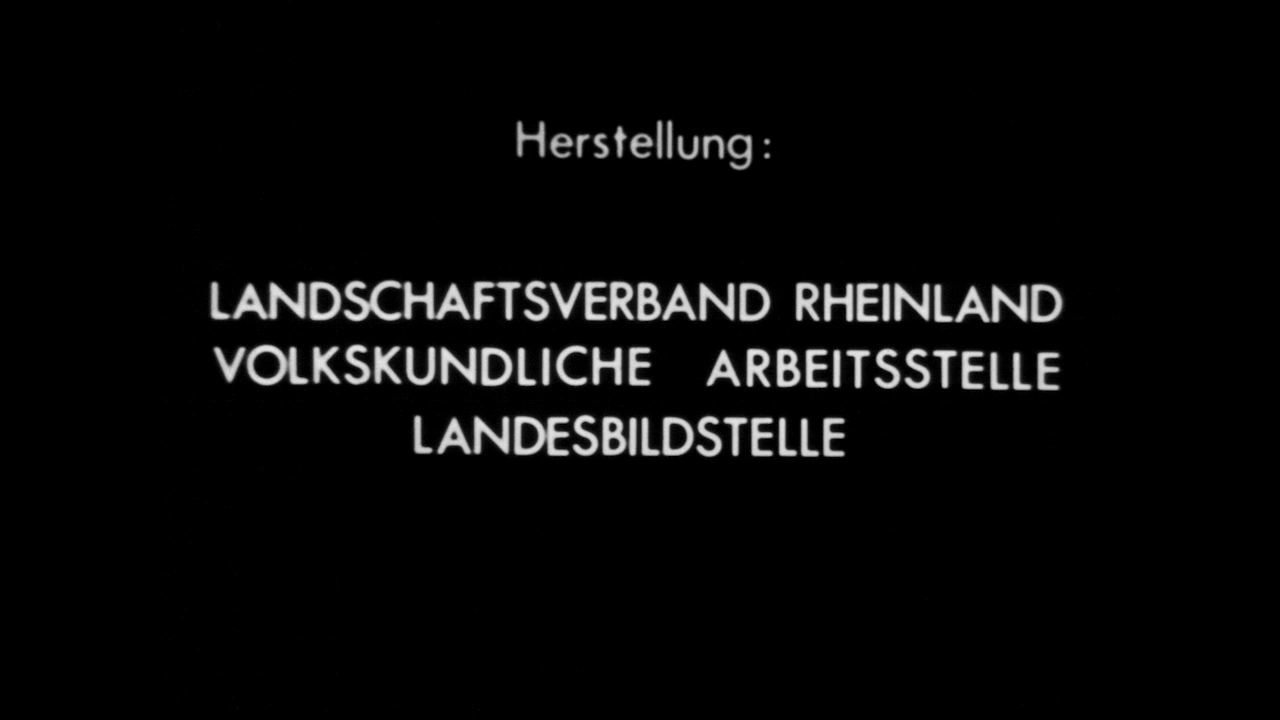 Herstellung:
LANDSCHAFTSVERBAND RHEINLAND
VOLKSKUNDLICHE ARBEITSSTELLE
LANDESBILDSTELLE